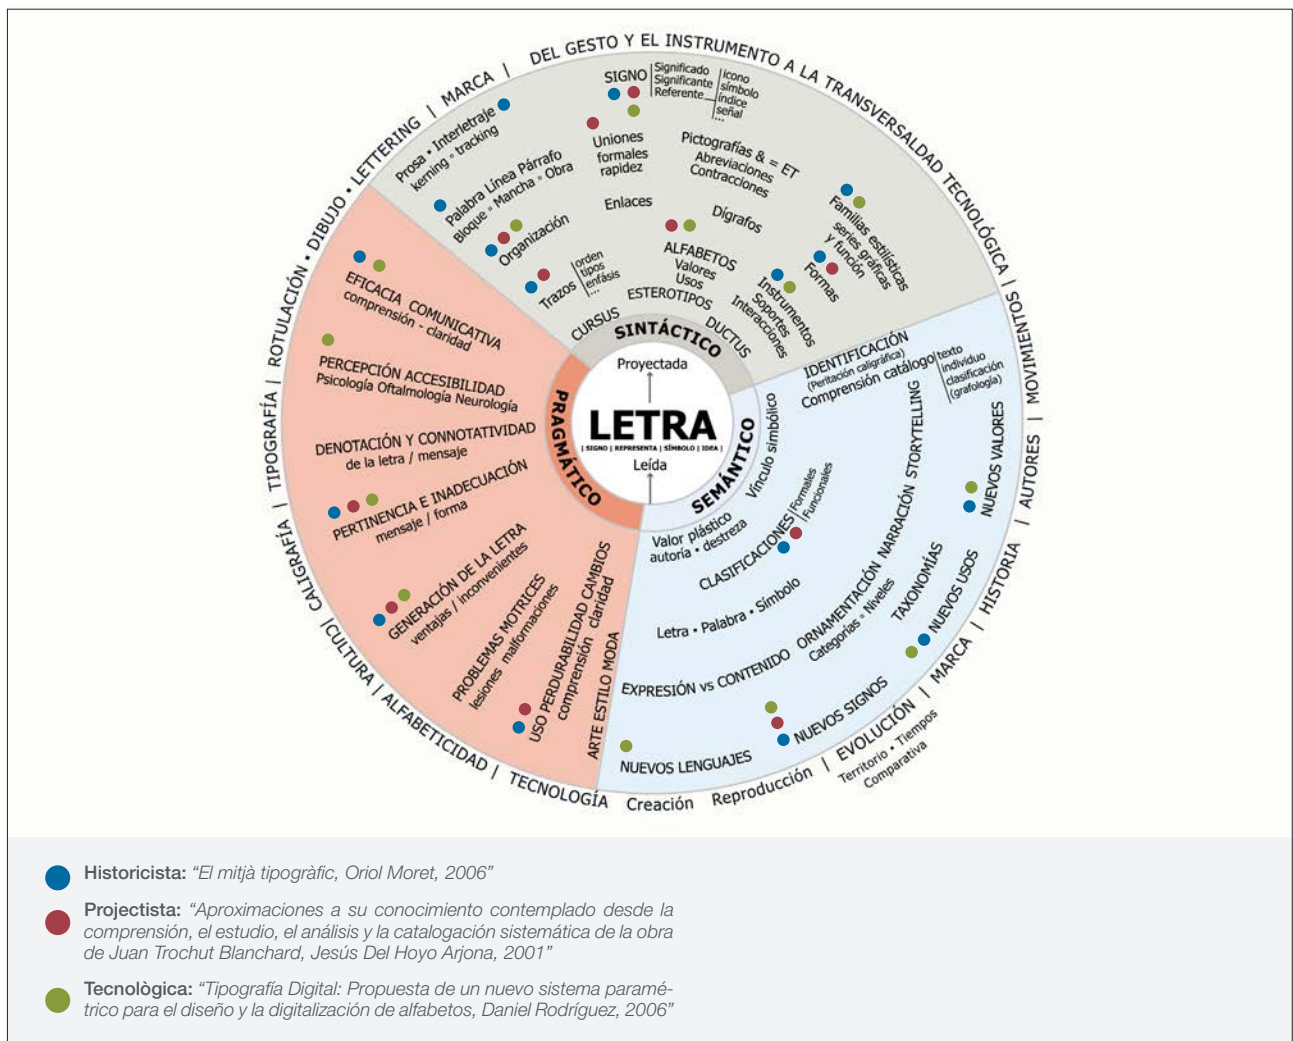 ROTULACIÓN • DIBUJO • LETTERING | MARCA |
DEL GESTO Y EL INSTRUMENTO A LA TRANSVERSALDAD TECNOLÓGICA |
MOVIMIENTOS | AUTORES | HISTORIA | MARCA | EVOLUCIÓN |
Territorio • Tiempos
Comparativa
Reproducción
Creación
|CULTURA | ALFABETICIDAD | TECNOLOGÍA
CALIGRAFÍA | TIPOGRAFÍA |
SIGNO
Significado
Significante
Referente
icono
símbolo
índice
señal
...
Prosa • Interletraje
kerning • tracking
Palabra Línea Párrafo
Bloque • Mancha • Obra
Organización
Trazos
orden
tipos
enfásis
...
CURSUS
Uniones
formales
rapidez
Enlaces
Pictografías & = ET
Abreviaciones
Contracciones
Dígrafos
ALFABETOS
Valores
Usos
ESTEROTIPOS
DUCTUS
Instrumentos
Soportes
Interacciones
Familias estilísticas
series gráficas
y función
Formas
SINTÁCTICO
Proyectada
LETRA
| SIGNO | REPRESENTA | SÍMBOLO | IDEA |
Leída
PRAGMÁTICO
SEMÁNTICO
EFICACIA COMUNICATIVA
comprensión - claridad
PERCEPCIÓN ACCESIBILIDAD
Psicología Oftalmología Neurología
DENOTACIÓN Y CONNOTATIVIDAD
de la letra / mensaje
PERTINENCIA E INADECUACIÓN
mensaje / forma
GENERACIÓN DE LA LETRA
ventajas / inconvenientes
PROBLEMAS MOTRICES
lesiones malformaciones
USO PERDURABILIDAD CAMBIOS
comprensión claridad
ARTE ESTILO MODA
IDENTIFICACIÓN
(Peritación caligráfica)
Comprensión catálogo
texto
individuo
clasificación
(grafología)
Vínculo simbólico
Valor plástico
autoría • destreza
CLASIFICACIONES
Formales
Funcionales
Letra • Palabra • Símbolo
EXPRESIÓN vs CONTENIDO ORNAMENTACIÓN NARRACIÓN STORYTELLING
Categorías • Niveles
TAXONOMÍAS
NUEVOS VALORES
NUEVOS USOS
NUEVOS SIGNOS
NUEVOS LENGUAJES
Historicista: “El mitjà tipogràfic, Oriol Moret, 2006”
Projectista: “Aproximaciones a su conocimiento contemplado desde la
comprensión, el estudio, el análisis y la catalogación sistemática de la obra
de Juan Trochut Blanchard, Jesús Del Hoyo Arjona, 2001”
Tecnològica: “Tipografía Digital: Propuesta de un nuevo sistema paramé-
trico para el diseño y la digitalización de alfabetos, Daniel Rodríguez, 2006”